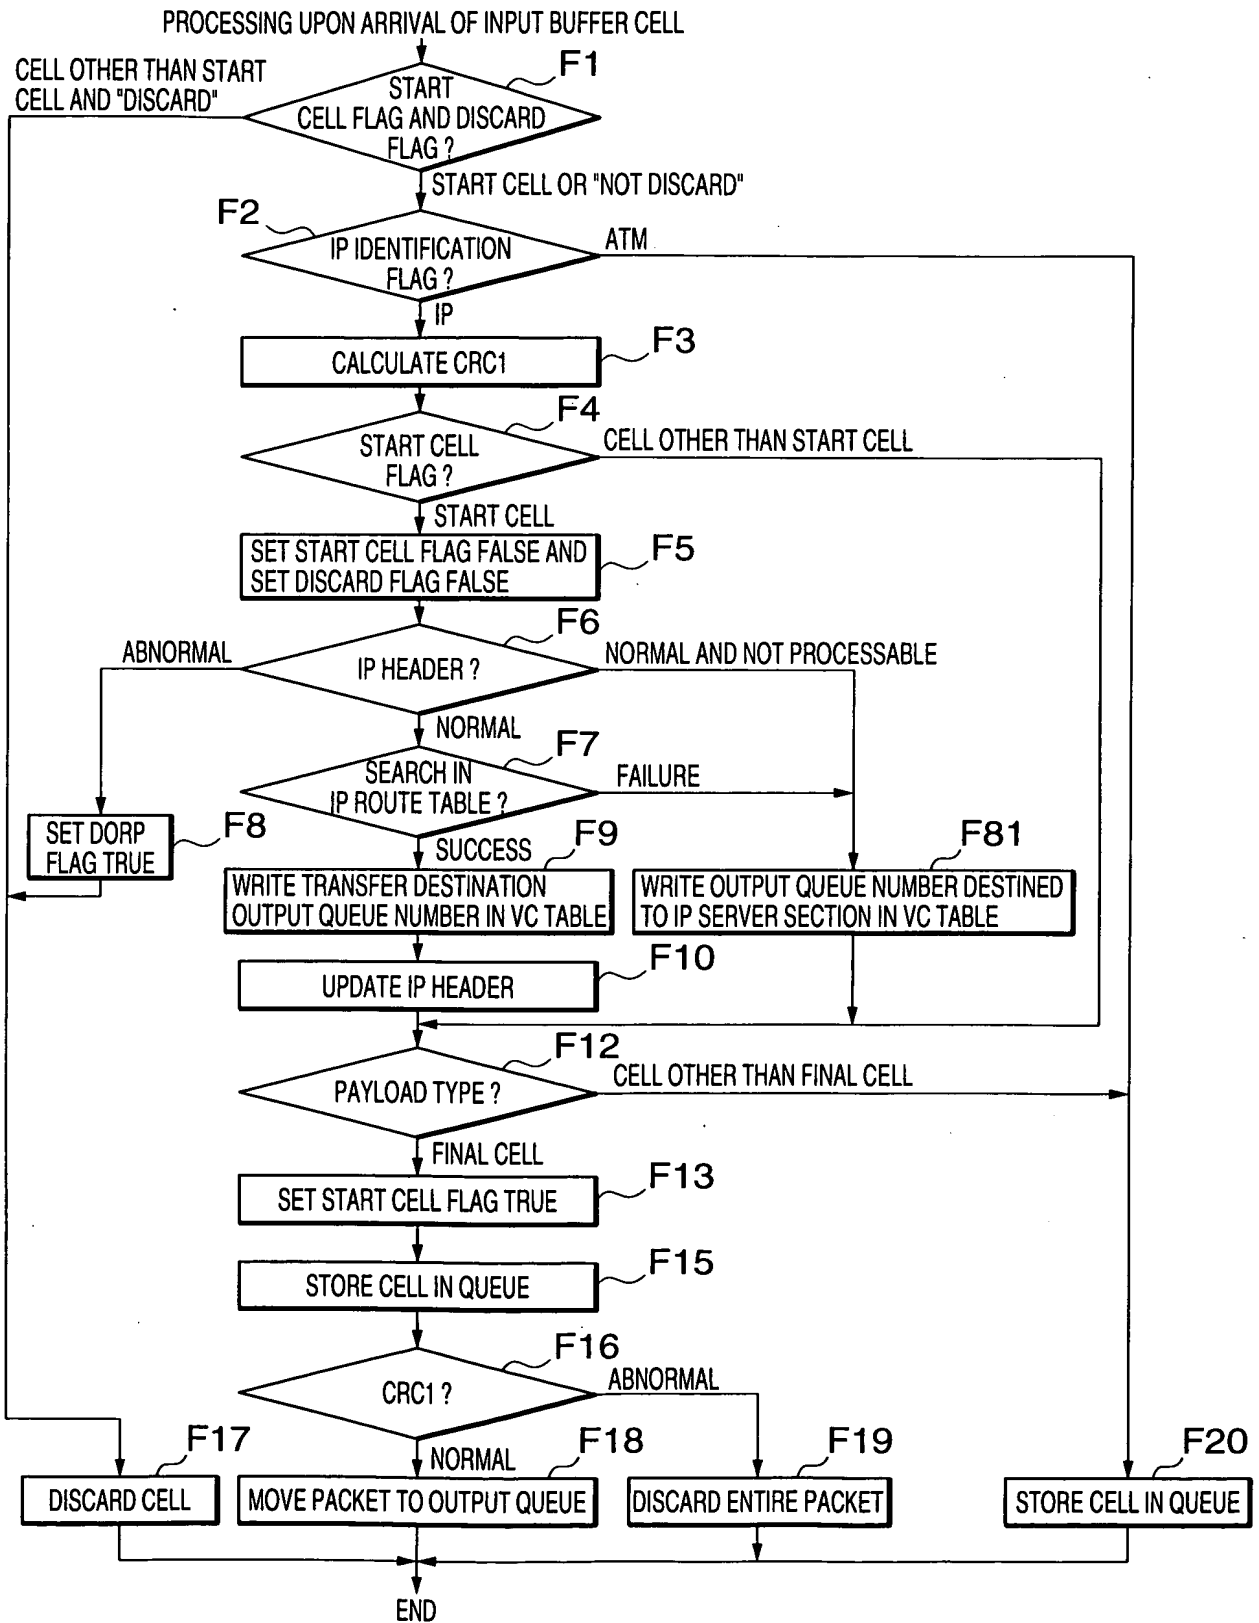 PROCESSING UPON ARRIVAL OF INPUT BUFFER CELL
CELL OTHER THAN START
CELL AND "DISCARD"
F1
START
CELL FLAG AND DISCARD
FLAG ?
START CELL OR "NOT DISCARD"
F2
IP IDENTIFICATION
FLAG ?
ATM
IP
F3
CALCULATE CRC1
F4
START CELL
FLAG ?
CELL OTHER THAN START CELL
START CELL
SET START CELL FLAG FALSE AND
SET DISCARD FLAG FALSE
F5
F6
ABNORMAL
IP HEADER ?
NORMAL AND NOT PROCESSABLE
NORMAL
F7
SEARCH IN
IP ROUTE TABLE ?
FAILURE
SET DORP
FLAG TRUE
F8
SUCCESS
F9
WRITE TRANSFER DESTINATION
OUTPUT QUEUE NUMBER IN VC TABLE
F81
WRITE OUTPUT QUEUE NUMBER DESTINED
TO IP SERVER SECTION IN VC TABLE
F10
UPDATE IP HEADER
F12
PAYLOAD TYPE ?
CELL OTHER THAN FINAL CELL
FINAL CELL
F13
SET START CELL FLAG TRUE
F15
STORE CELL IN QUEUE
F16
CRC1 ?
ABNORMAL
NORMAL
F17
DISCARD CELL
F18
MOVE PACKET TO OUTPUT QUEUE
F19
DISCARD ENTIRE PACKET
F20
STORE CELL IN QUEUE
END